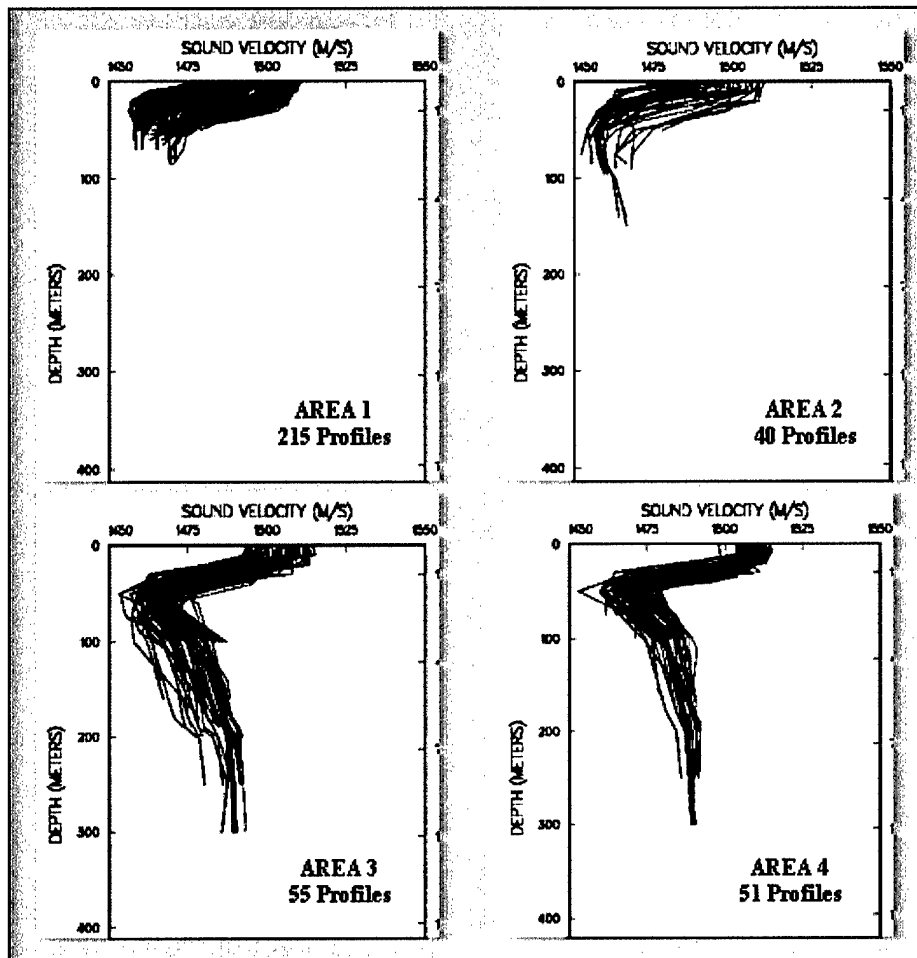 SOUND VELOCITY (M/S)
1450 1475 1500 1525 1550
0
100
200
300
400
DEPTH (METERS)
AREA 1
215 Profiles
SOUND VELOCITY (M/S)
1450 1475 1500 1525 1550
0
100
200
300
400
DEPTH (METERS)
AREA 2
40 Profiles
SOUND VELOCITY (M/S)
1450 1475 1500 1525 1550
0
100
200
300
400
DEPTH (METERS)
AREA 3
55 Profiles
SOUND VELOCITY (M/S)
1450 1475 1500 1525 1550
0
100
200
300
400
DEPTH (METERS)
AREA 4
51 Profiles